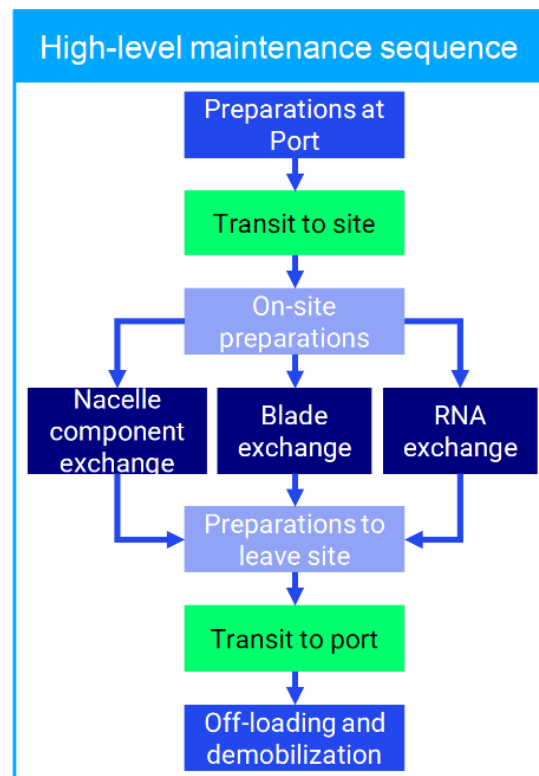 High-level maintenance sequence
Preparations at
Port
Transit to site
On-site
preparations
Nacelle
component
exchange
Blade
exchange
RNA
exchange
Preparations to
leave site
Transit to port
Off-loading and
demobilization